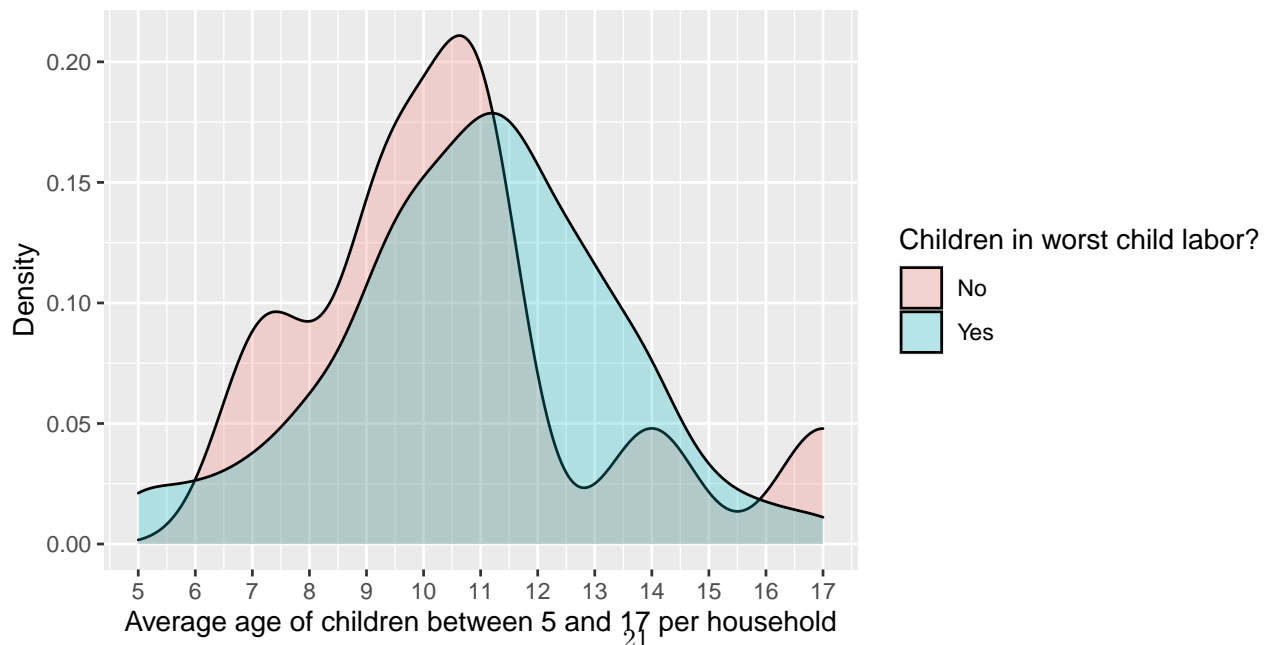 0.20
0.15
0.10
0.05
0.00
Density
5 6 7 8 9 10 11 12 13 14 15 16 17
Average age of children between 5 and 17 per household
21
Children in worst child labor?
No
Yes